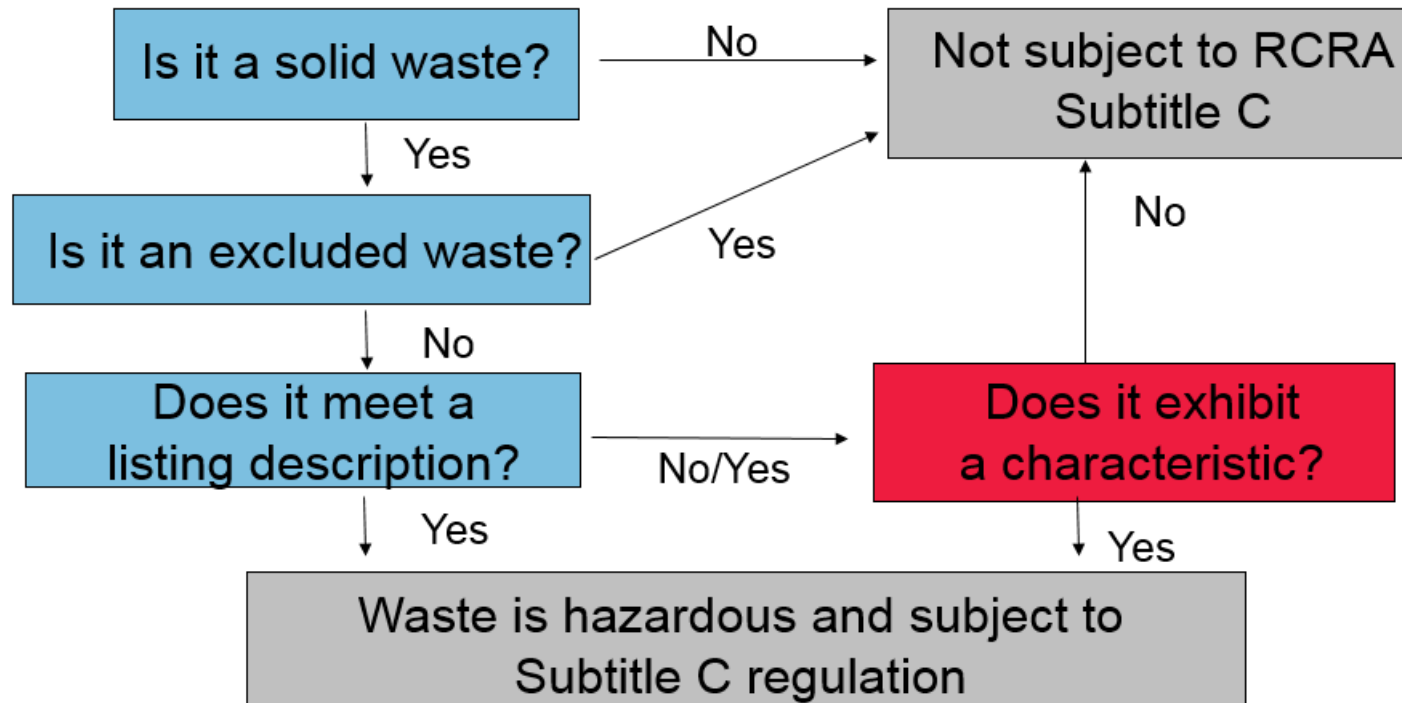 Is it a solid waste?
No
Not subject to RCRA
Subtitle C
Yes
Is it an excluded waste?
Yes
No
No
Does it meet a
listing description?
No/Yes
Does it exhibit
a characteristic?
Yes
Yes
Waste is hazardous and subject to
Subtitle C regulation